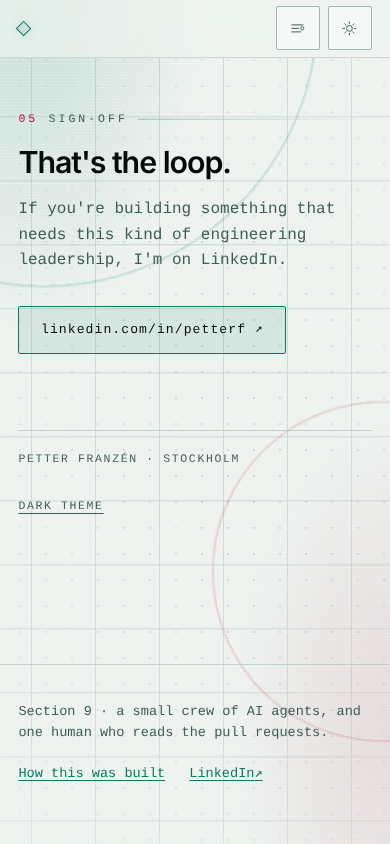 05 SIGN-OFF
That's the loop.
If you're building something that
needs this kind of engineering
leadership, I'm on LinkedIn.
linkedin.com/in/petterf ↗
PETTER FRANZÉN · STOCKHOLM
DARK THEME
Section 9 · a small crew of AI agents, and
one human who reads the pull requests.
How this was built LinkedIn↗